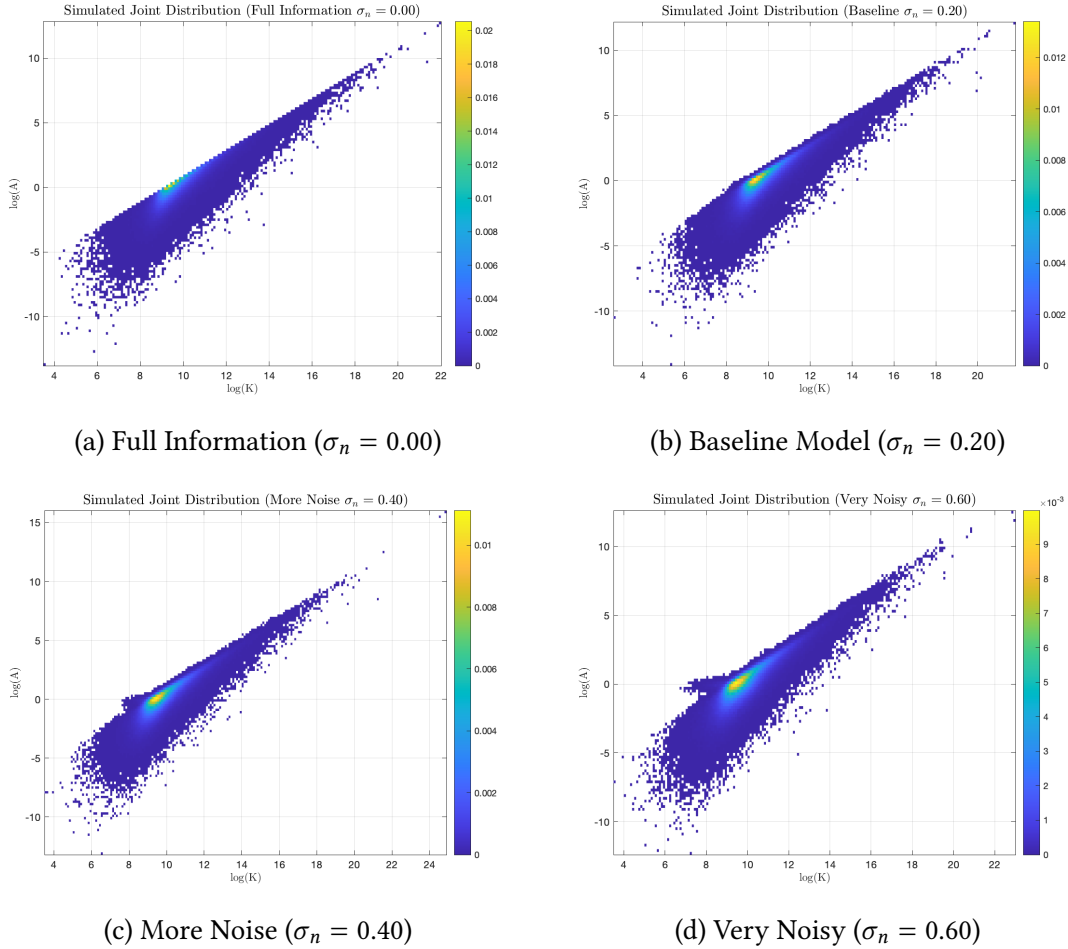 Simulated Joint Distribution (Full Information σn = 0.00)
10
5
0
-5
-10
log(A)
4 6 8 10 12 14 16 18 20 22
log(K)
0.02
0.018
0.016
0.014
0.012
0.01
0.008
0.006
0.004
0.002
0
(a) Full Information (σn = 0.00)
Simulated Joint Distribution (Baseline σn = 0.20)
10
5
0
-5
-10
log(A)
4 6 8 10 12 14 16 18 20
log(K)
0.012
0.01
0.008
0.006
0.004
0.002
0
(b) Baseline Model (σn = 0.20)
Simulated Joint Distribution (More Noise σn = 0.40)
15
10
5
0
-5
-10
log(A)
4 6 8 10 12 14 16 18 20 22 24
log(K)
0.01
0.008
0.006
0.004
0.002
0
(c) More Noise (σn = 0.40)
Simulated Joint Distribution (Very Noisy σn = 0.60)
10
5
0
-5
-10
log(A)
4 6 8 10 12 14 16 18 20 22
log(K)
×10⁻³
9
8
7
6
5
4
3
2
1
0
(d) Very Noisy (σn = 0.60)